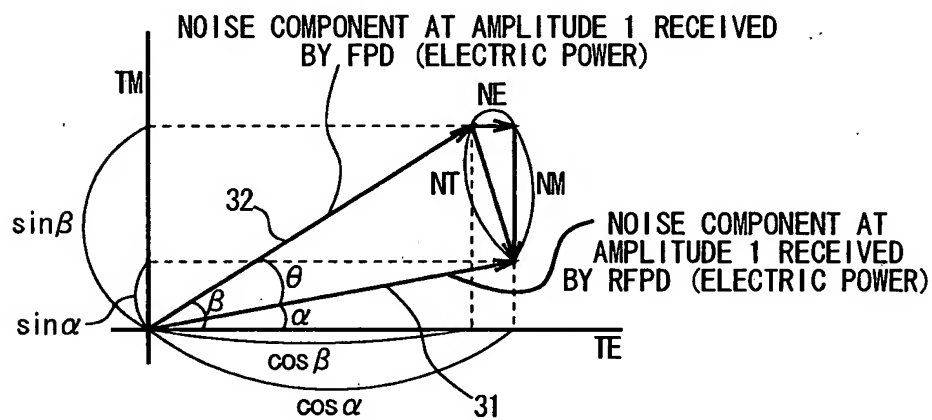 NOISE COMPONENT AT AMPLITUDE 1 RECEIVED
BY FPD (ELECTRIC POWER)
TM
NE
NT
NM
32
sinβ
NOISE COMPONENT AT
AMPLITUDE 1 RECEIVED
BY RFPD (ELECTRIC POWER)
θ
β
α
sinα
TE
cosβ
31
cosα